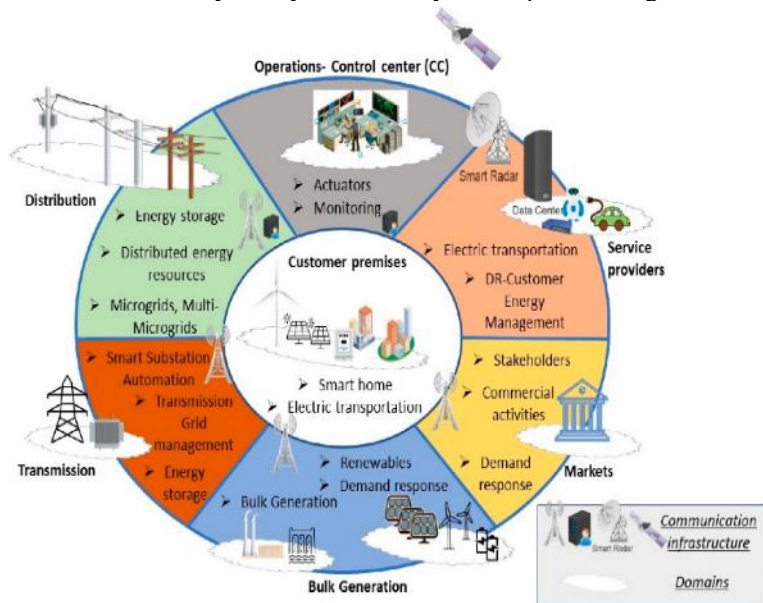 Operations- Control center (CC)
Actuators
Monitoring
Smart Radar
Data Center
Service
providers
Electric transportation
DR-Customer
Energy
Management
Distribution
Energy storage
Distributed energy
resources
Microgrids, Multi-
Microgrids
Customer premises
Smart home
Electric transportation
Smart Substation
Automation
Transmission
Grid
management
Energy
storage
Transmission
Stakeholders
Commercial
activities
Demand
response
Markets
Renewables
Demand response
Bulk Generation
Bulk Generation
Communication
infrastructure
Smart Radar
Domains